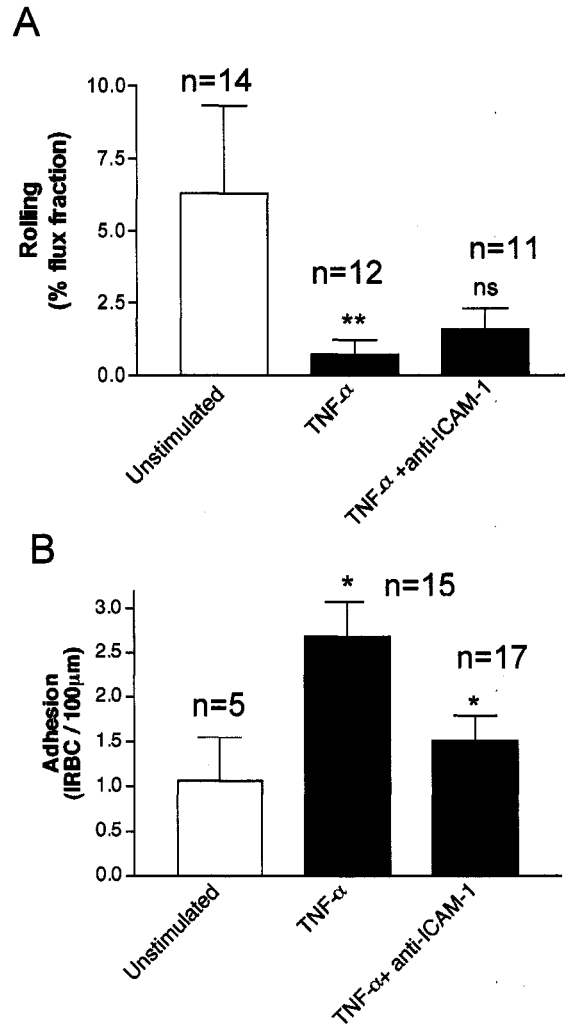 A
n=14
10.0
7.5
5.0
2.5
0.0
Rolling
(% flux fraction)
n=12
**
n=11
ns
Unstimulated
TNF-α
TNF-α +anti-ICAM-1
B
3.0
2.5
2.0
1.5
1.0
0.5
0.0
Adhesion
(IRBC / 100μm)
n=5
* n=15
n=17
*
Unstimulated
TNF-α
TNF-α+ anti-ICAM-1